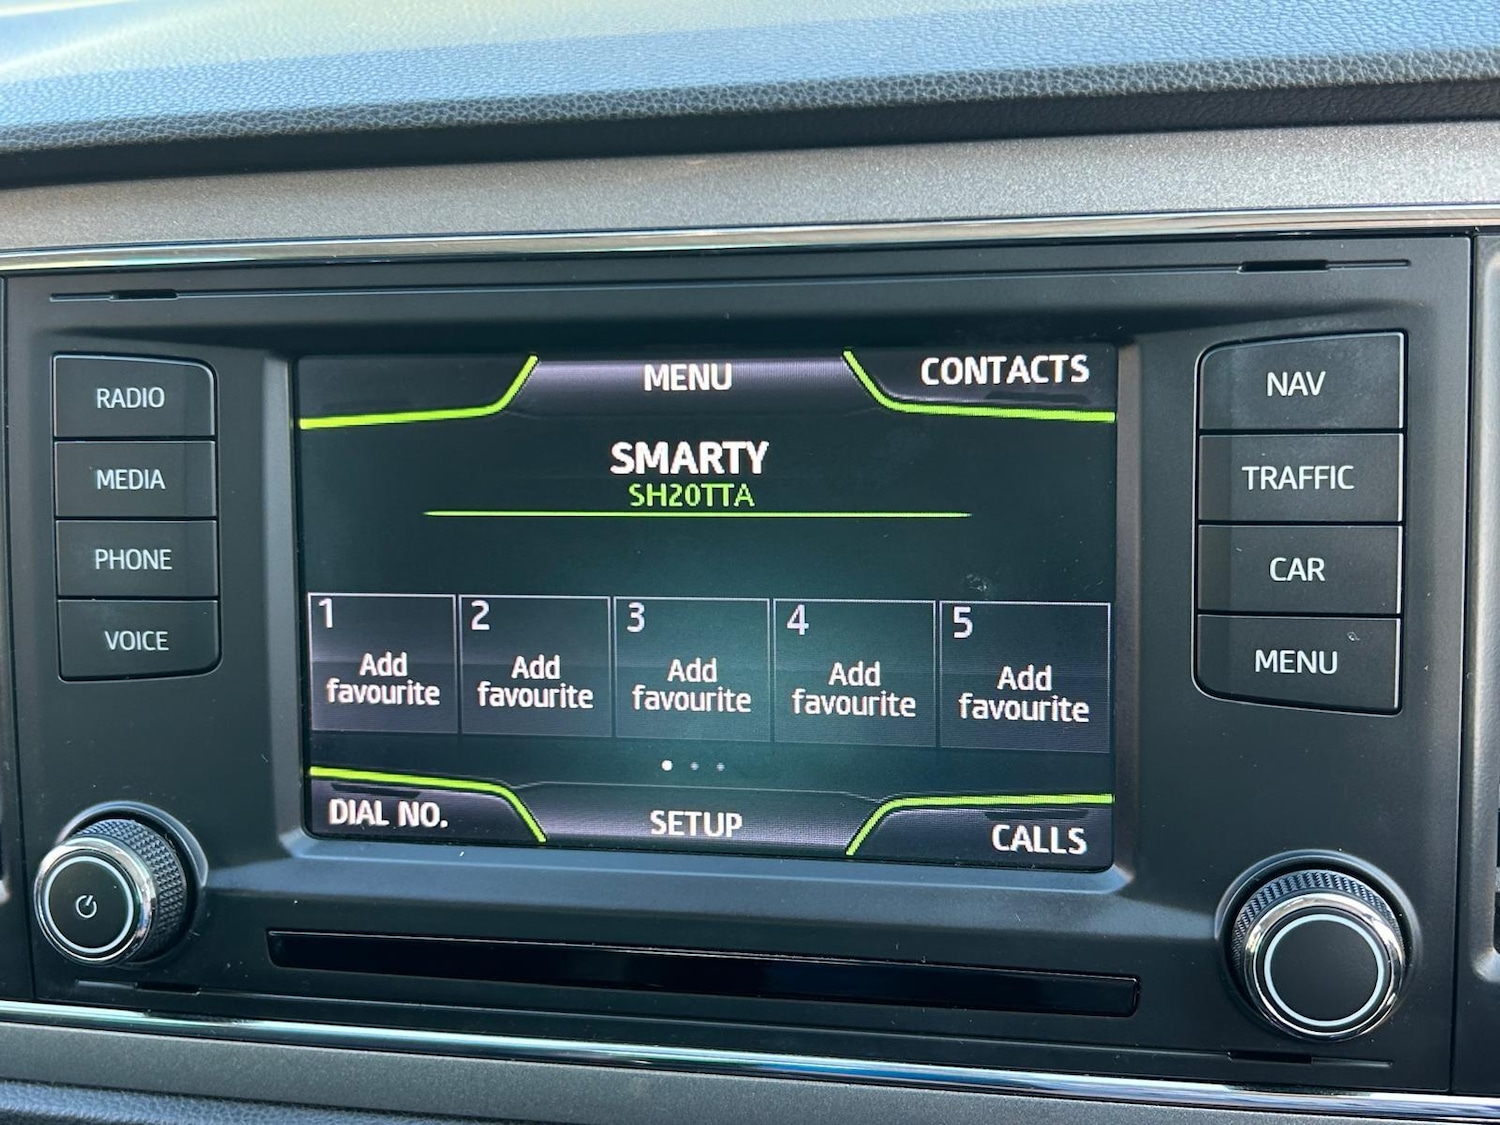 RADIO
MEDIA
PHONE
VOICE
MENU
CONTACTS
SMARTY
SH20TTA
1
Add
favourite
2
Add
favourite
3
Add
favourite
4
Add
favourite
5
Add
favourite
DIAL NO.
SETUP
CALLS
NAV
TRAFFIC
CAR
MENU